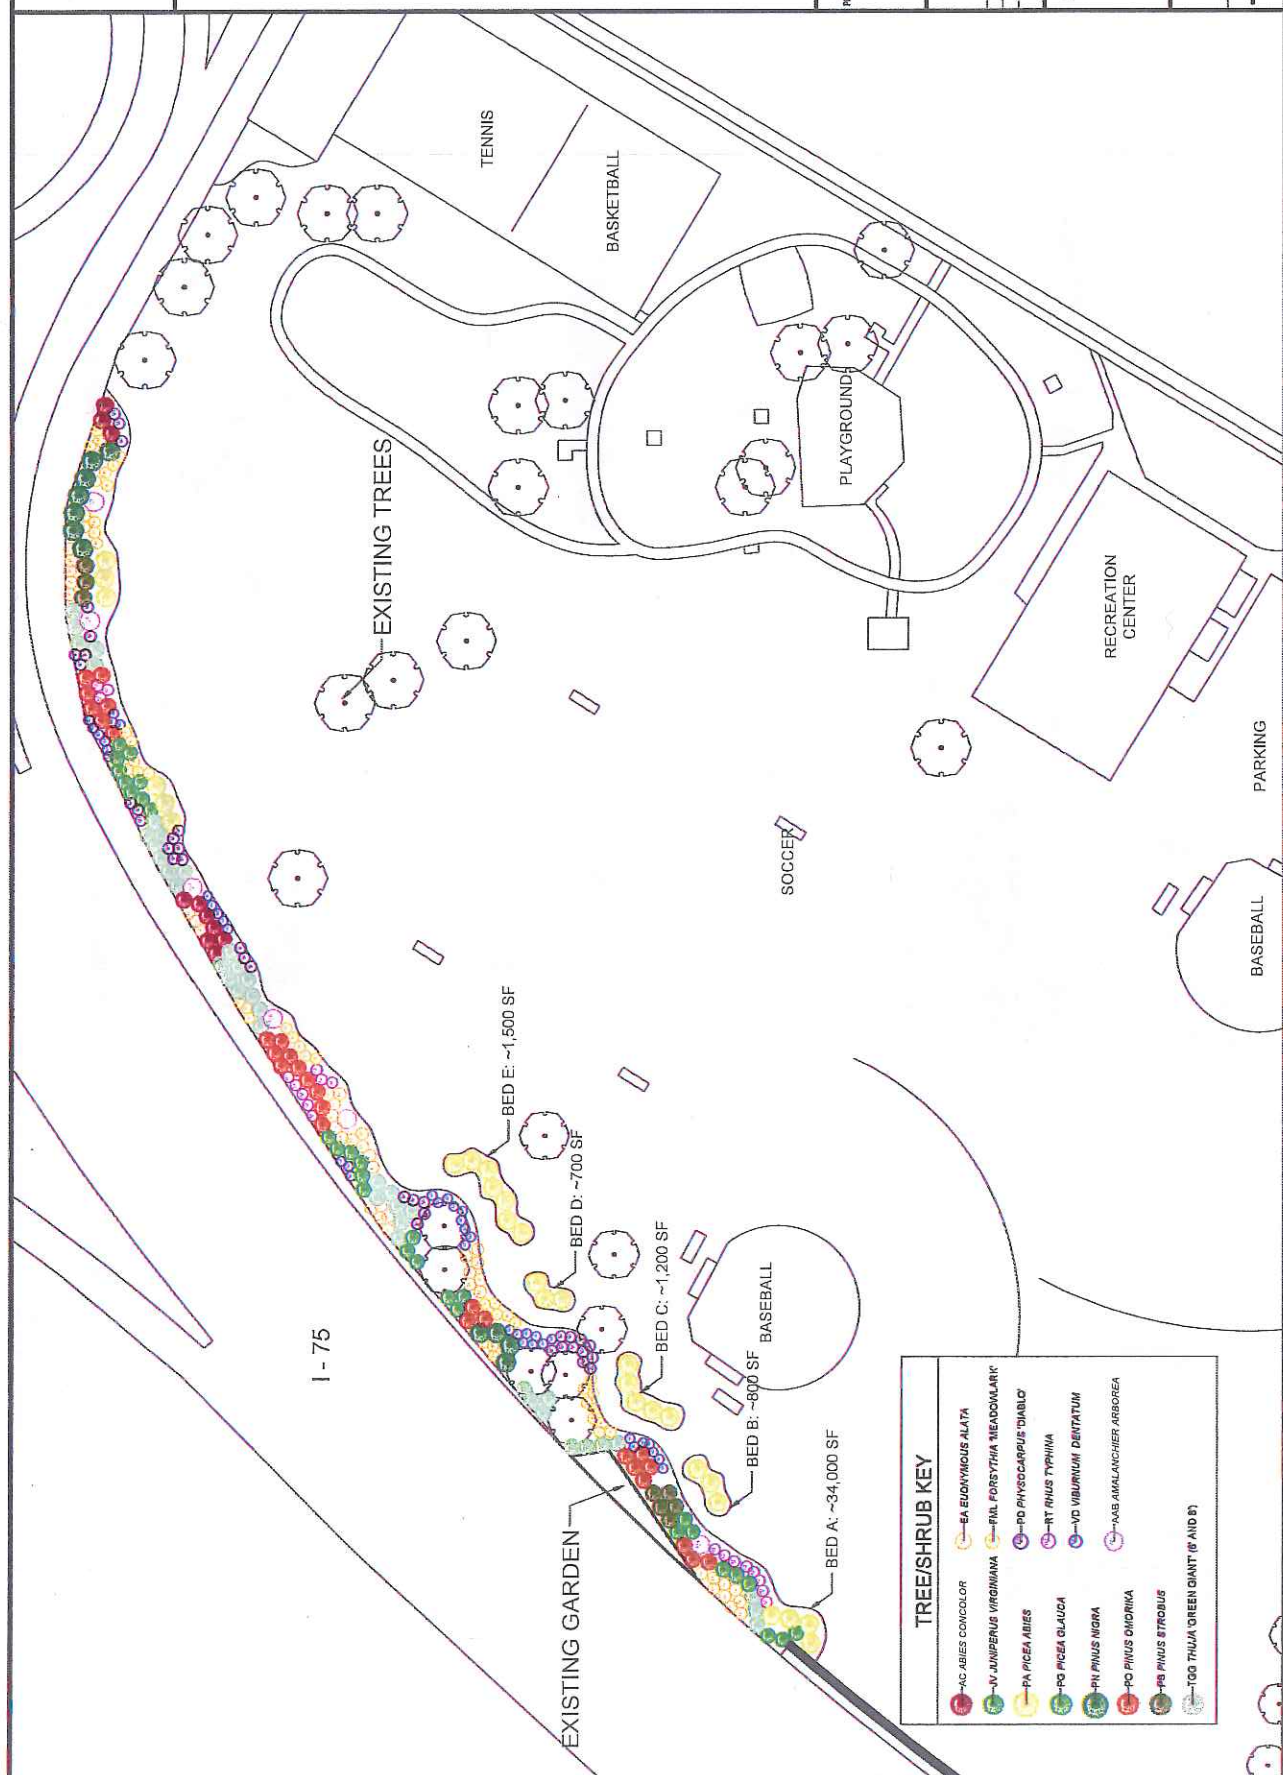 TENNIS
BASKETBALL
PLAYGROUND
EXISTING TREES
RECREATION
CENTER
PARKING
SOCCER
BASEBALL
I - 75
BED E: ~1,500 SF
BED D: ~700 SF
BED C: ~1,200 SF
BASEBALL
BED B: ~800 SF
BED A: ~34,000 SF
EXISTING GARDEN
TREE/SHRUB KEY
AC ABIES CONCOLOR
JV JUNIPERUS VIRGINIANA
PA PICEA ABIES
PG PICEA GLAUCA
PN PINUS NIGRA
PO PINUS OMORIKA
PB PINUS STROBUS
TGG THUJA 'GREEN GIANT' (6' AND 8')
EA EUONYMOUS ALATA
FML FORSYTHIA 'MEADOWLARK'
PD PHYSOCARPUS 'DIABLO'
RT RHUS TYPHINA
VD VIBURNUM DENTATUM
AAB AMALANCHIER ARBOREA